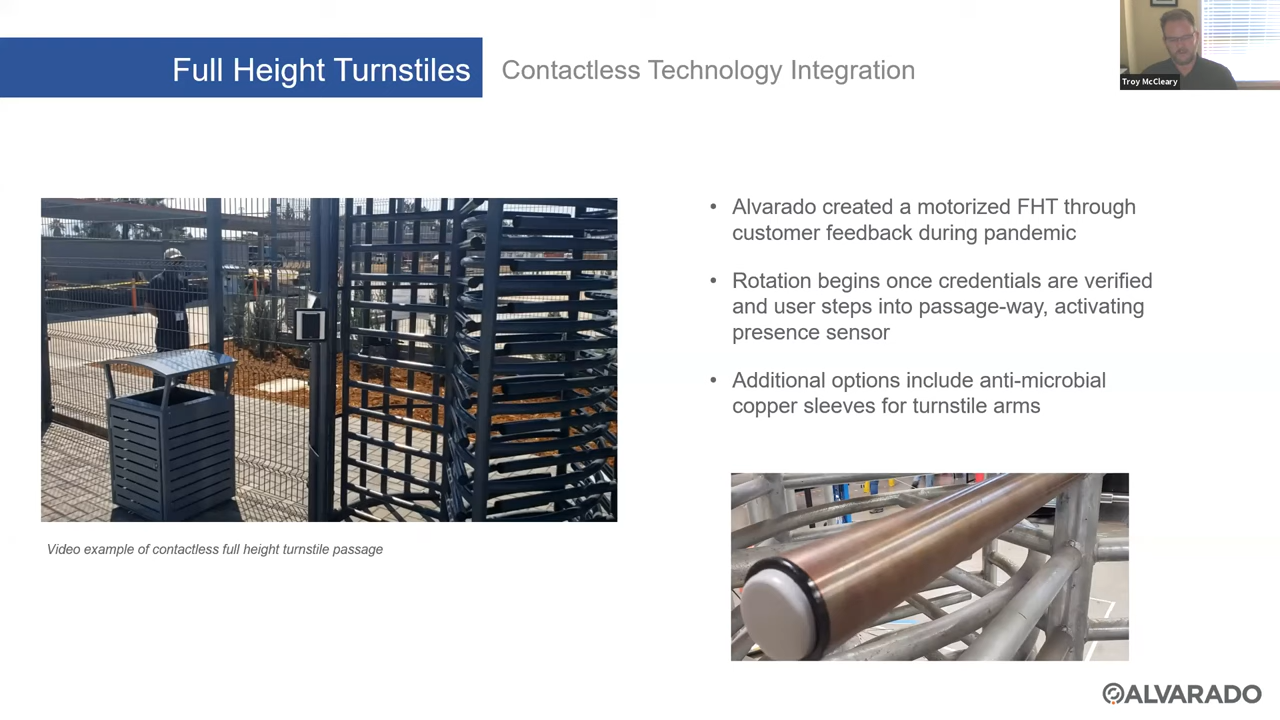 Full Height Turnstiles
Contactless Technology Integration
Troy McCleary
• Alvarado created a motorized FHT through
customer feedback during pandemic
• Rotation begins once credentials are verified
and user steps into passage-way, activating
presence sensor
• Additional options include anti-microbial
copper sleeves for turnstile arms
Video example of contactless full height turnstile passage
ALVARADO